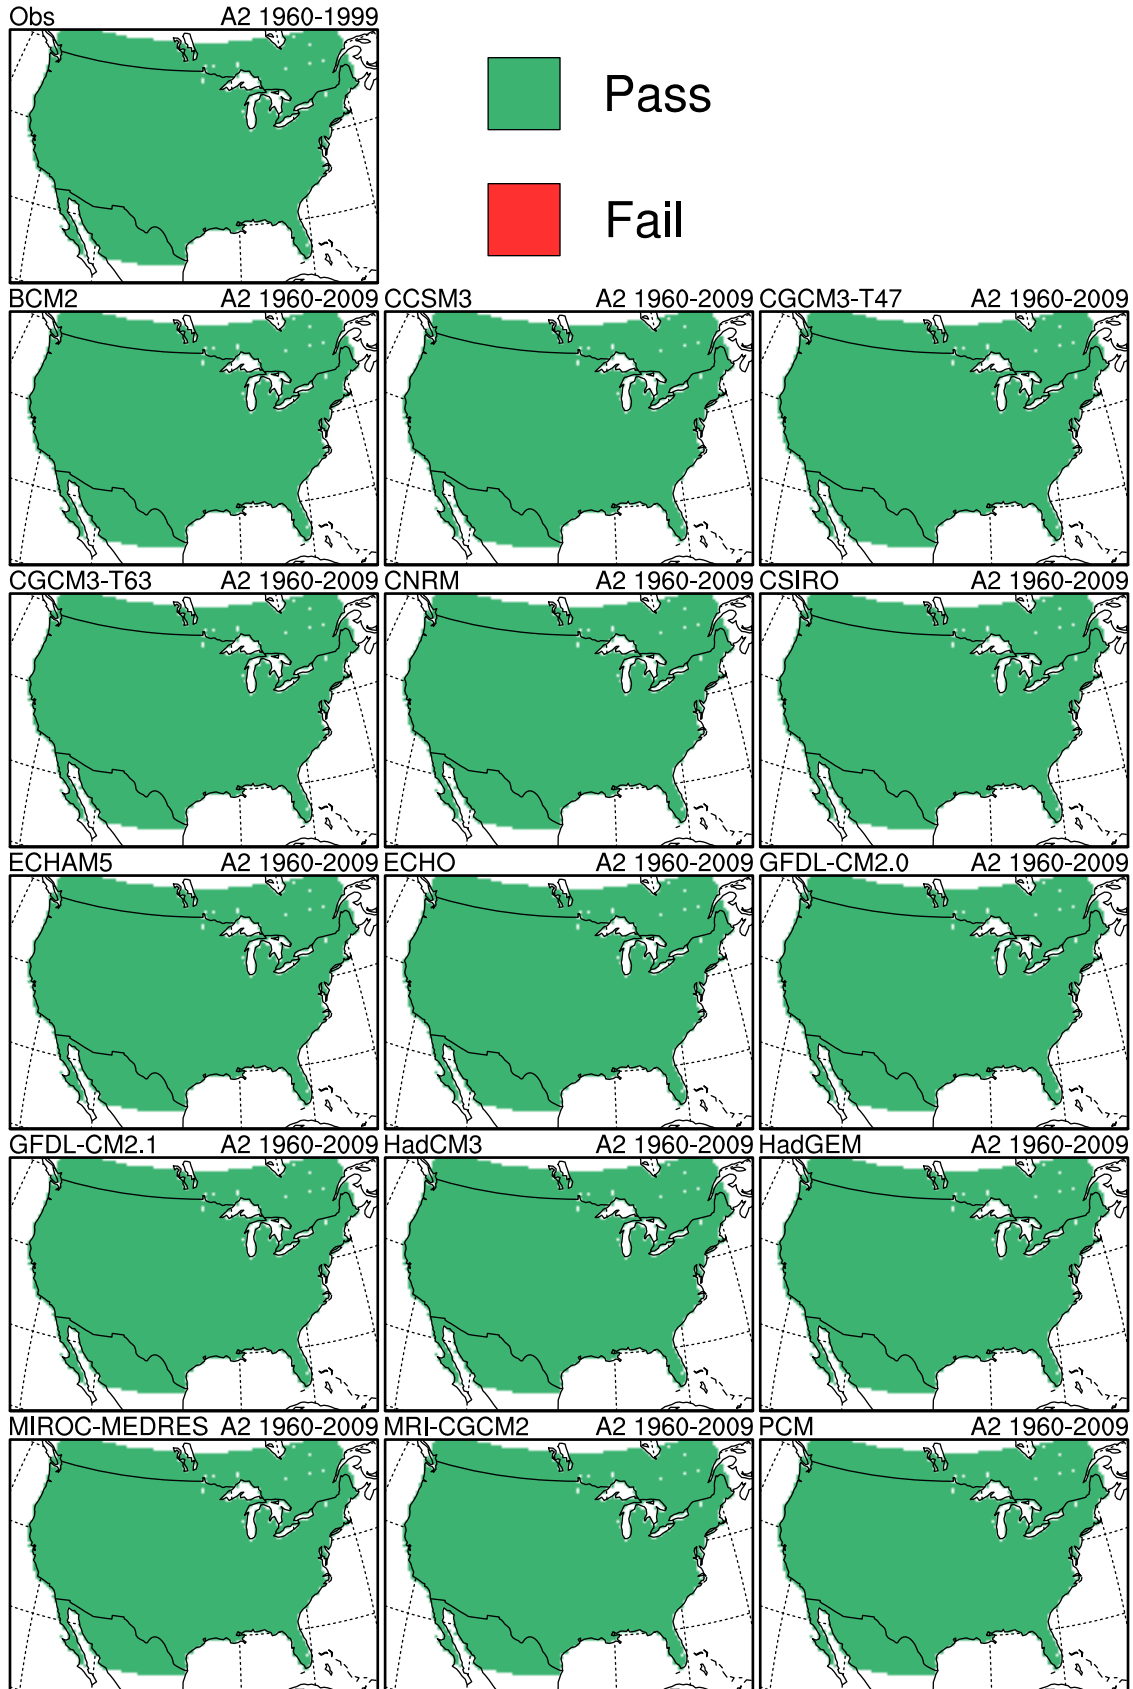 Obs A2 1960-1999
Pass
Fail
BCM2 A2 1960-2009 CCSM3 A2 1960-2009 CGCM3-T47 A2 1960-2009
CGCM3-T63 A2 1960-2009 CNRM A2 1960-2009 CSIRO A2 1960-2009
ECHAM5 A2 1960-2009 ECHO A2 1960-2009 GFDL-CM2.0 A2 1960-2009
GFDL-CM2.1 A2 1960-2009 HadCM3 A2 1960-2009 HadGEM A2 1960-2009
MIROC-MEDRES A2 1960-2009 MRI-CGCM2 A2 1960-2009 PCM A2 1960-2009